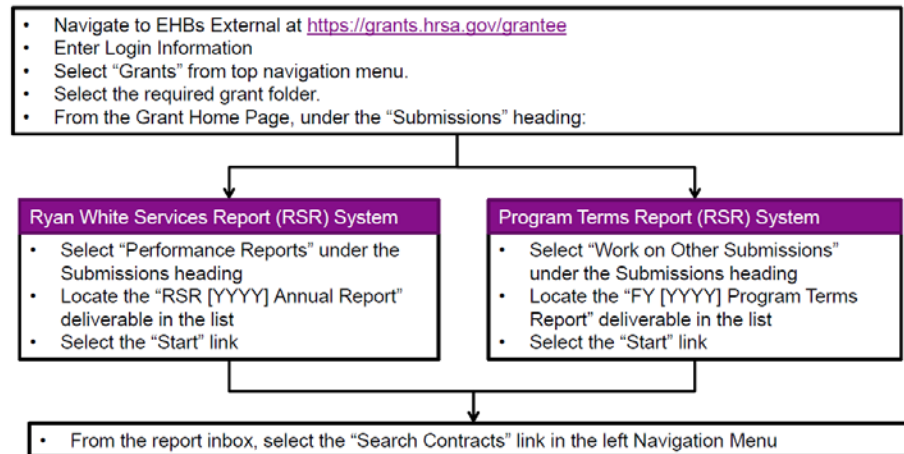 • Navigate to EHBs External at https://grants.hrsa.gov/grantee
• Enter Login Information
• Select “Grants” from top navigation menu.
• Select the required grant folder.
• From the Grant Home Page, under the “Submissions” heading:
Ryan White Services Report (RSR) System
• Select “Performance Reports” under the
Submissions heading
• Locate the “RSR [YYYY] Annual Report”
deliverable in the list
• Select the “Start” link
Program Terms Report (RSR) System
• Select “Work on Other Submissions”
under the Submissions heading
• Locate the “FY [YYYY] Program Terms
Report” deliverable in the list
• Select the “Start” link
• From the report inbox, select the “Search Contracts” link in the left Navigation Menu